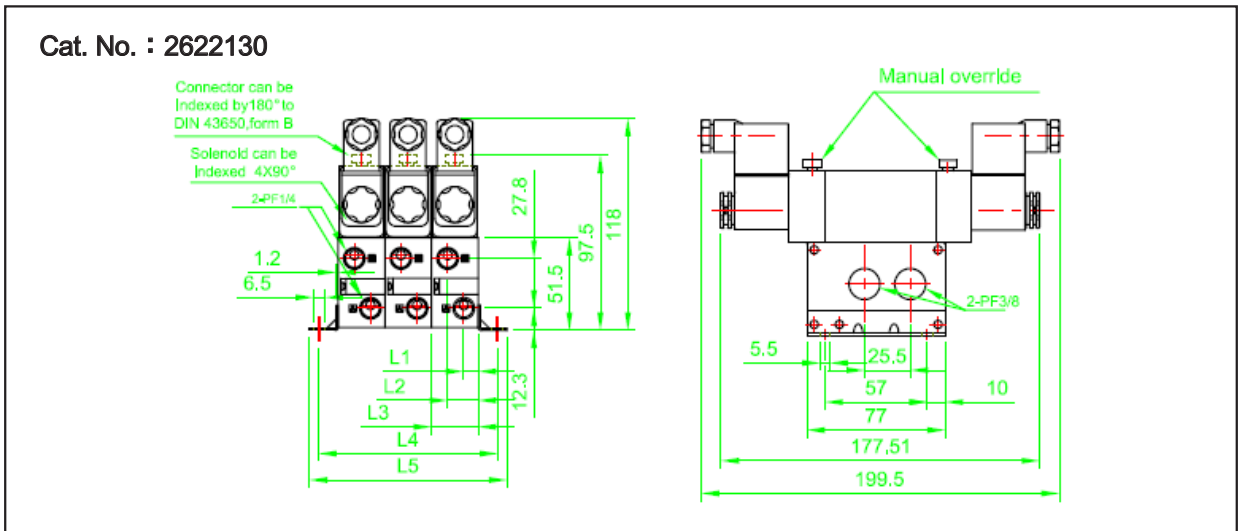 Cat. No. : 2622130
Connector can be
Indexed by180°to
DIN 43650,form B
Solenoid can be
Indexed 4X90°
2-PF1/4
1.2
6.5
27.8
51.5
97.5
118
12.3
L1
L2
L3
L4
L5
Manual override
2-PF3/8
5.5
25.5
57
10
77
177.51
199.5